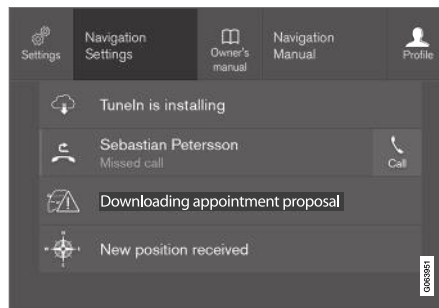 Settings
Navigation
Settings
Owner's
manual
Navigation
Manual
Profile
TuneIn is installing
Sebastian Petersson
Missed call
Call
Downloading appointment proposal
New position received
G063951